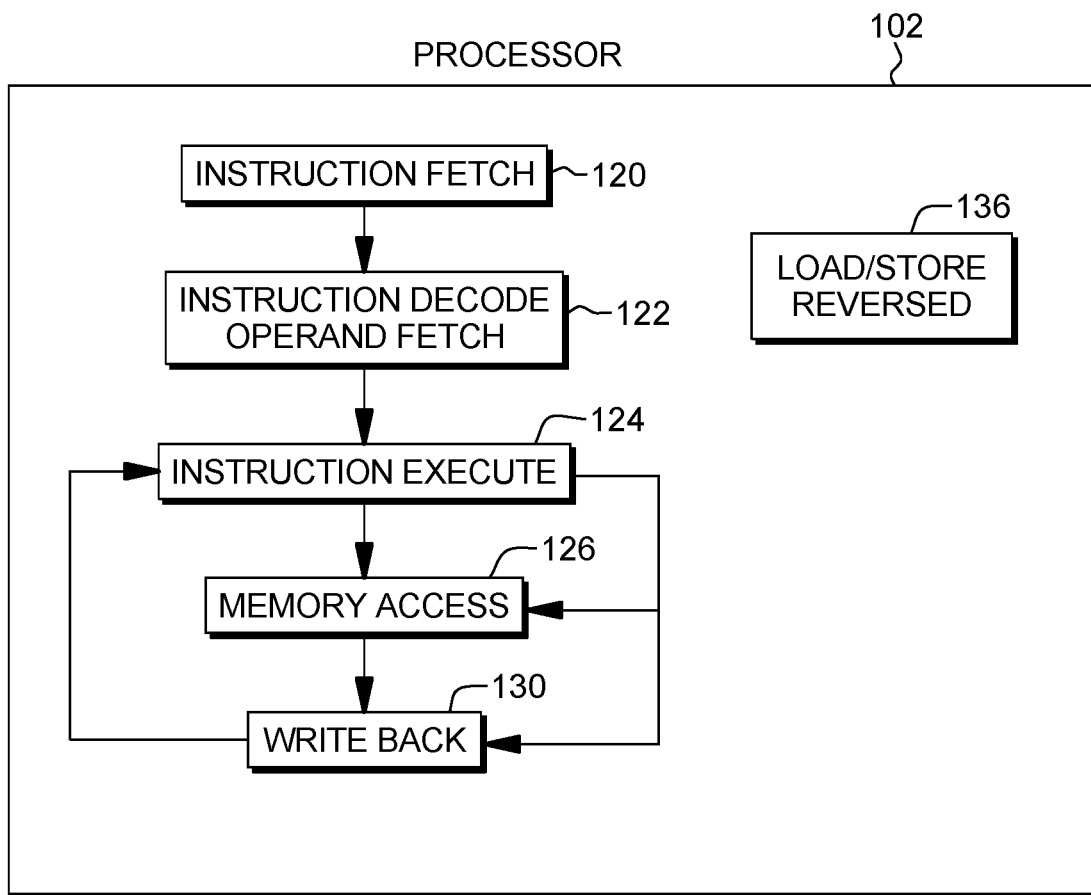 102
PROCESSOR
INSTRUCTION FETCH
120
136
LOAD/STORE
REVERSED
INSTRUCTION DECODE
OPERAND FETCH
122
124
INSTRUCTION EXECUTE
126
MEMORY ACCESS
130
WRITE BACK